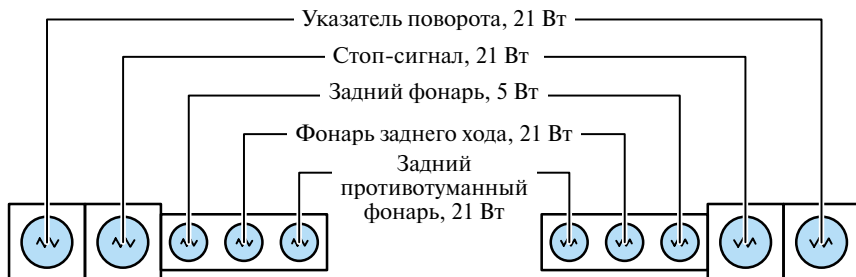 Указатель поворота, 21 Вт
Стоп-сигнал, 21 Вт
Задний фонарь, 5 Вт
Фонарь заднего хода, 21 Вт
Задний
противотуманный
фонарь, 21 Вт